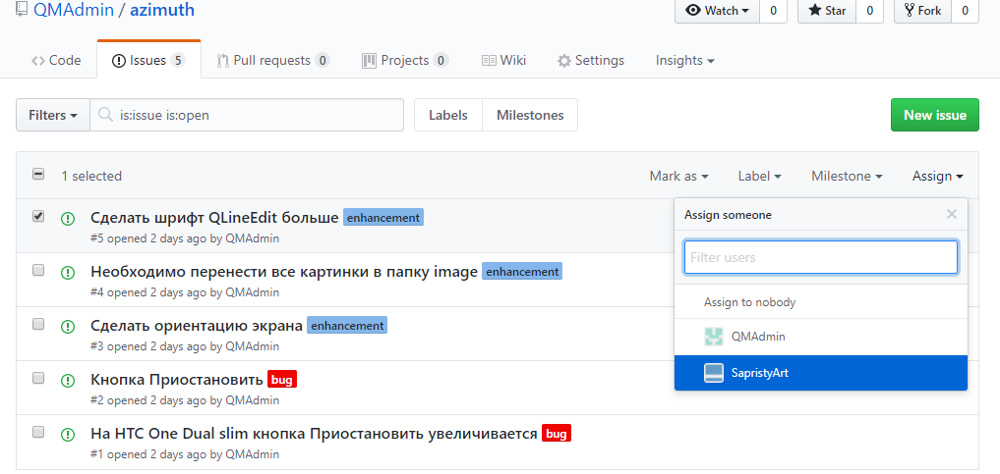 QMAdmin / azimuth Watch 0 Star 0 Fork 0
Code Issues 5 Pull requests 0 Projects 0 Wiki Settings Insights
Filters is:issue is:open Labels Milestones New issue
1 selected Mark as Label Milestone Assign
Сделать шрифт QLineEdit больше enhancement
#5 opened 2 days ago by QMAdmin
Необходимо перенести все картинки в папку image enhancement
#4 opened 2 days ago by QMAdmin
Сделать ориентацию экрана enhancement
#3 opened 2 days ago by QMAdmin
Кнопка Приостановить bug
#2 opened 2 days ago by QMAdmin
На HTC One Dual slim кнопка Приостановить увеличивается bug
#1 opened 2 days ago by QMAdmin
Assign someone ×
Filter users
Assign to nobody
QMAdmin
SapristyArt